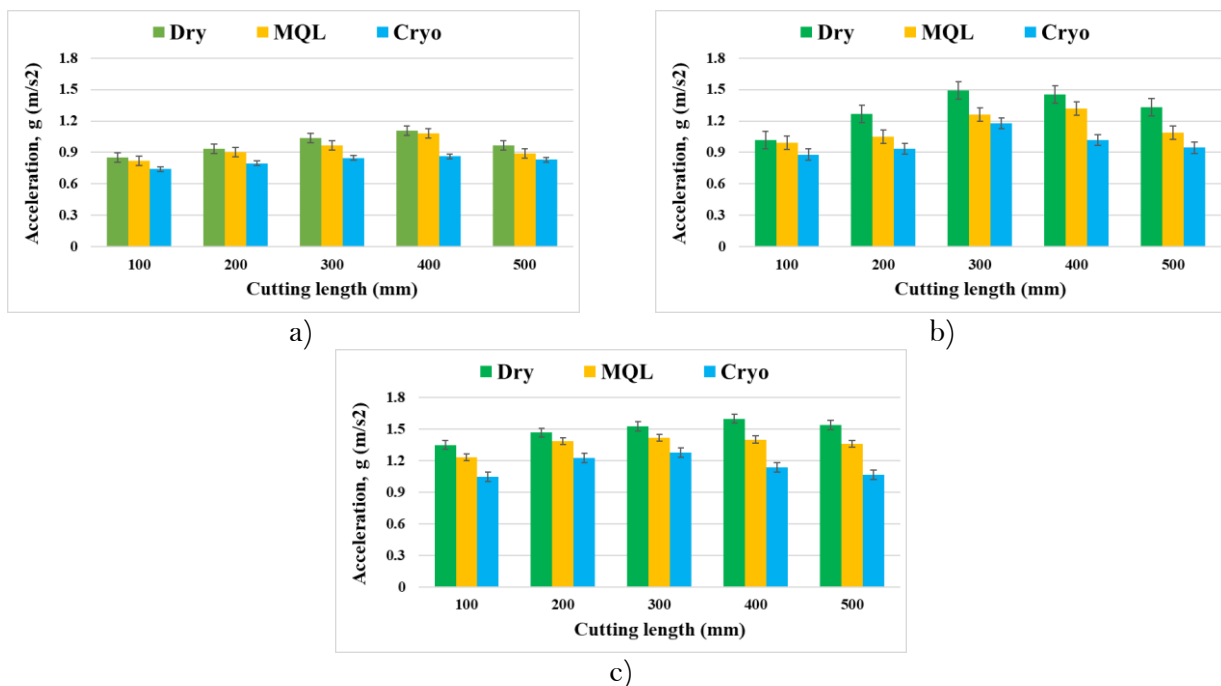 Dry MQL Cryo
1.8
1.5
1.2
0.9
0.6
0.3
0
Acceleration, g (m/s2)
100 200 300 400 500
Cutting length (mm)
a)
Dry MQL Cryo
1.8
1.5
1.2
0.9
0.6
0.3
0
Acceleration, g (m/s2)
100 200 300 400 500
Cutting length (mm)
b)
Dry MQL Cryo
1.8
1.5
1.2
0.9
0.6
0.3
0
Acceleration, g (m/s2)
100 200 300 400 500
Cutting length (mm)
c)